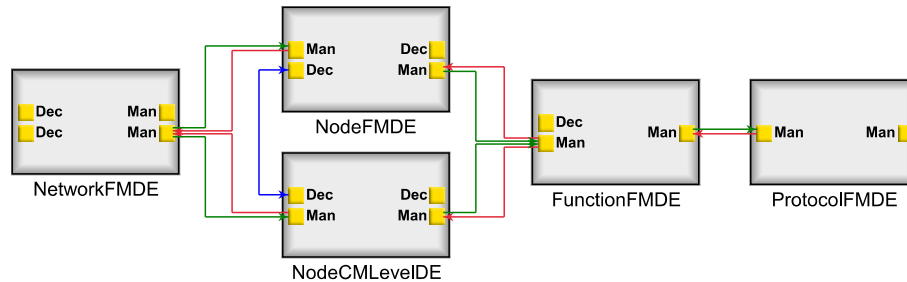 Man Dec
Dec Man
NodeFMDE
Dec Man
Dec Man
NetworkFMDE
Dec Dec
Man Man
NodeCMLevelDE
Dec
Man Man
FunctionFMDE
Man Man
ProtocolFMDE